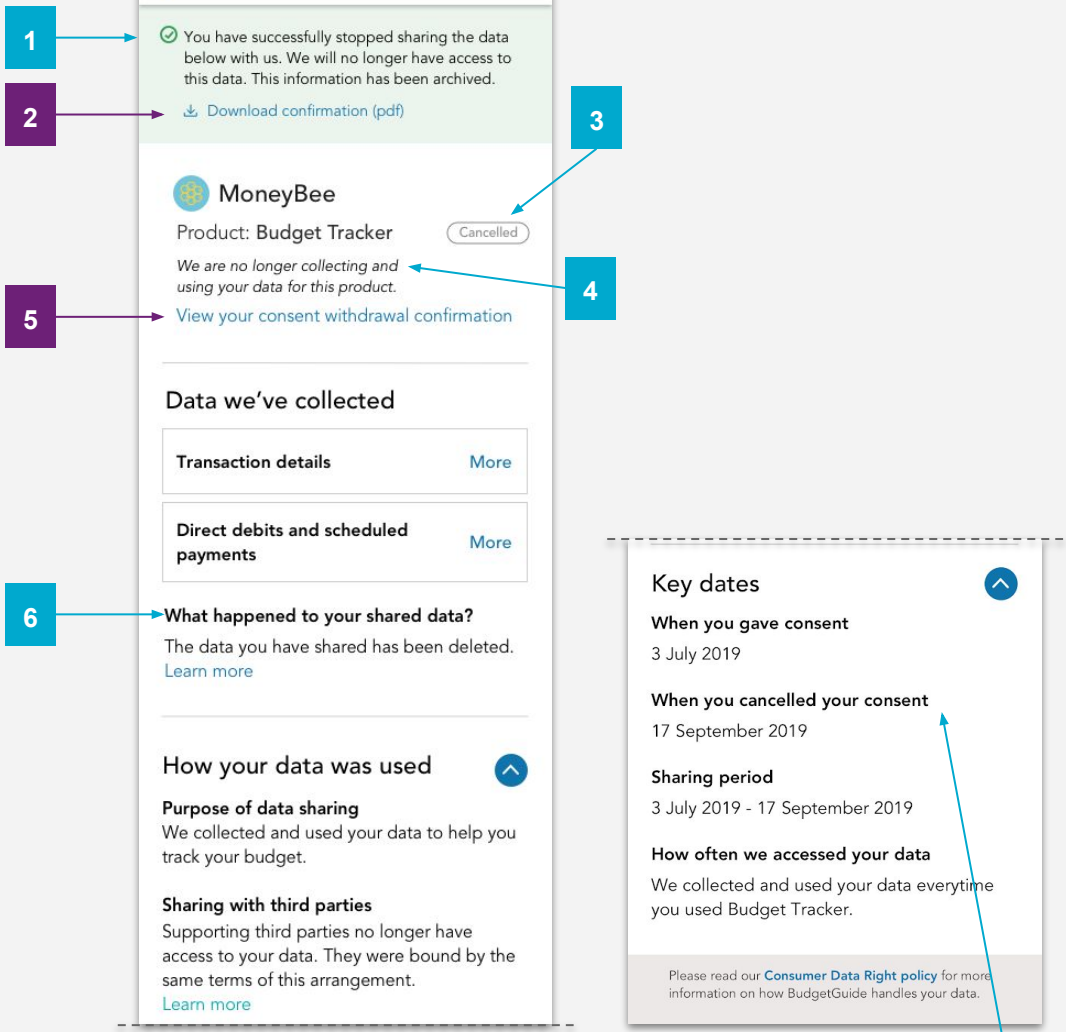 1
You have successfully stopped sharing the data
below with us. We will no longer have access to
this data. This information has been archived.
2
Download confirmation (pdf)
3
MoneyBee
Product: Budget Tracker
Cancelled
We are no longer collecting and
using your data for this product.
4
5
View your consent withdrawal confirmation
Data we've collected
Transaction details More
Direct debits and scheduled
payments
More
6
What happened to your shared data?
The data you have shared has been deleted.
Learn more
How your data was used
Purpose of data sharing
We collected and used your data to help you
track your budget.
Sharing with third parties
Supporting third parties no longer have
access to your data. They were bound by the
same terms of this arrangement.
Learn more
Key dates
When you gave consent
3 July 2019
When you cancelled your consent
17 September 2019
Sharing period
3 July 2019 - 17 September 2019
How often we accessed your data
We collected and used your data everytime
you used Budget Tracker.
Please read our Consumer Data Right policy for more
information on how BudgetGuide handles your data.